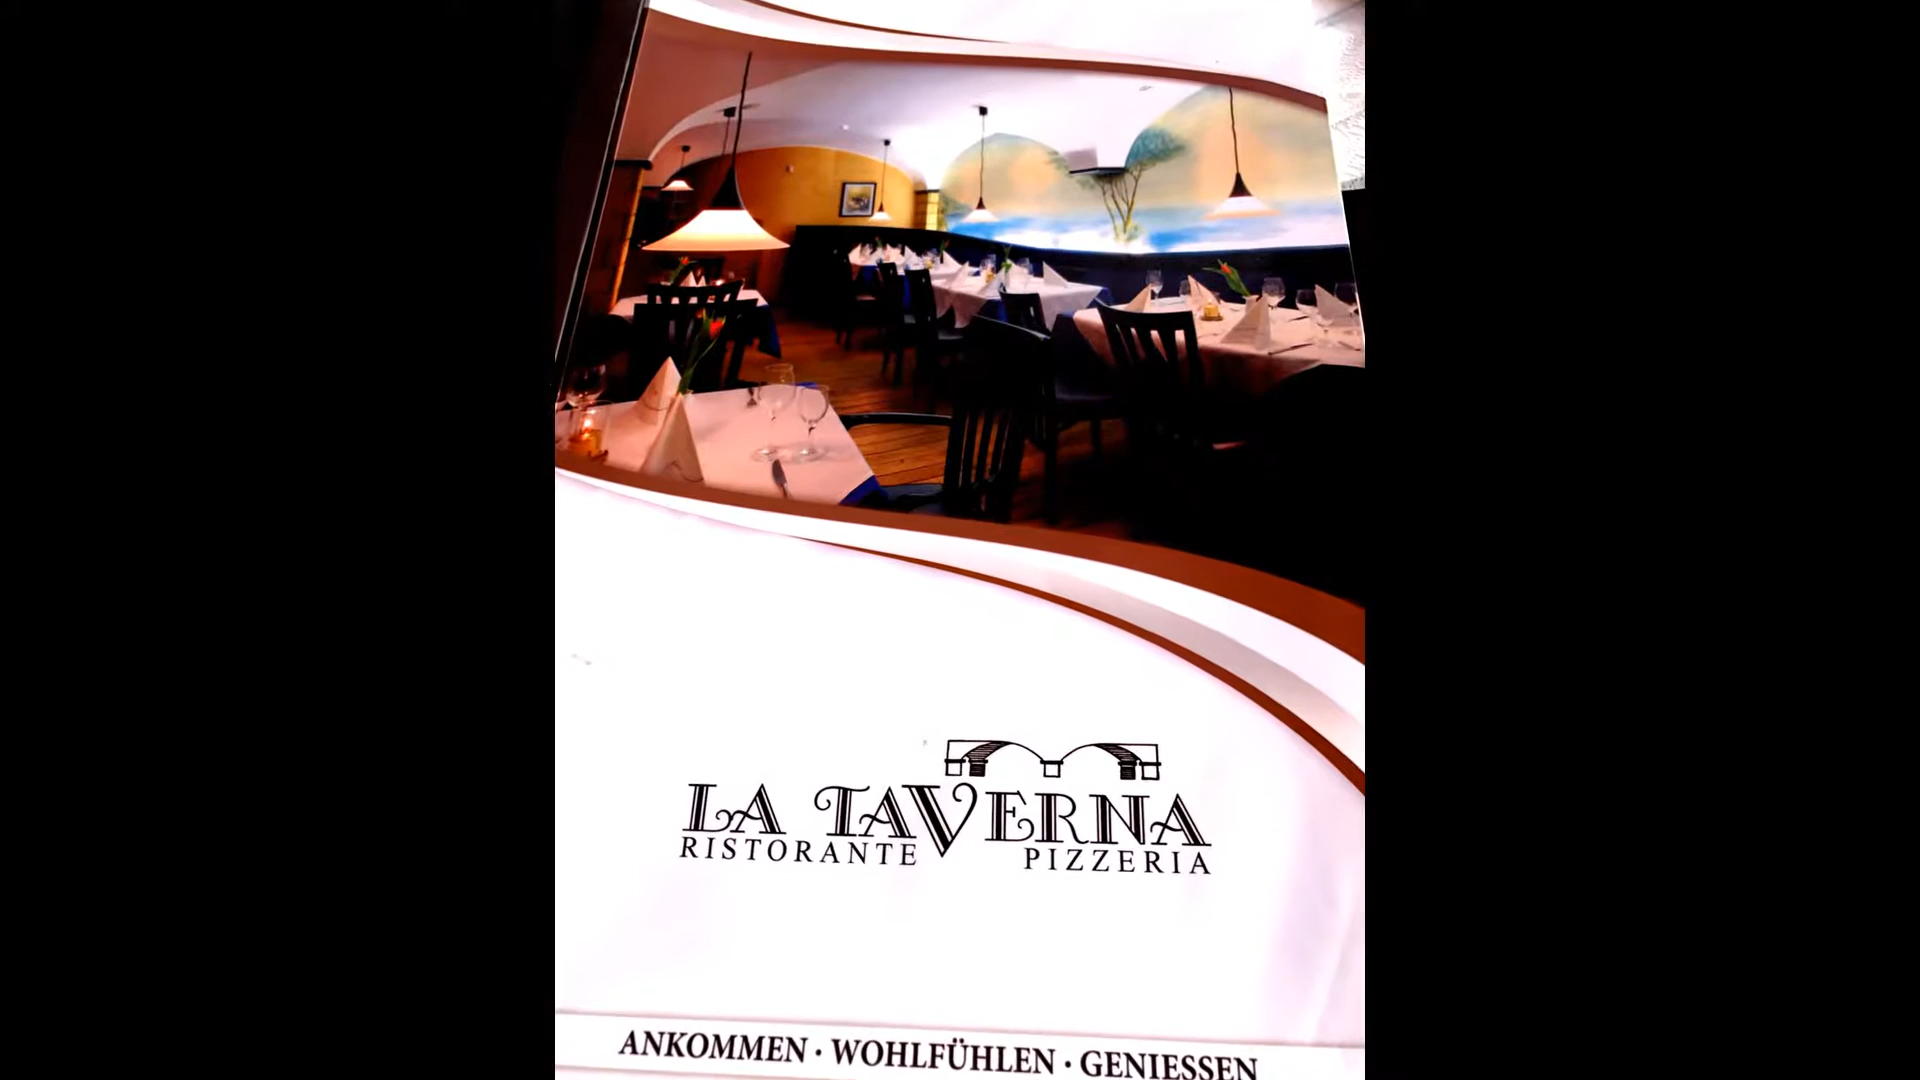 LA TAVERNA
RISTORANTE PIZZERIA
ANKOMMEN · WOHLFÜHLEN · GENIESSEN